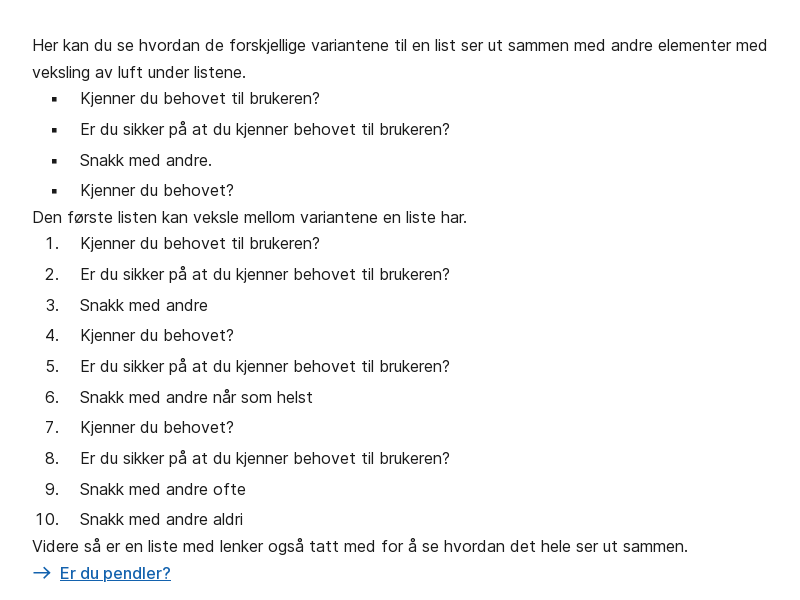 Her kan du se hvordan de forskjellige variantene til en list ser ut sammen med andre elementer med
veksling av luft under listene.
▪ Kjenner du behovet til brukeren?
▪ Er du sikker på at du kjenner behovet til brukeren?
▪ Snakk med andre.
▪ Kjenner du behovet?
Den første listen kan veksle mellom variantene en liste har.
1. Kjenner du behovet til brukeren?
2. Er du sikker på at du kjenner behovet til brukeren?
3. Snakk med andre
4. Kjenner du behovet?
5. Er du sikker på at du kjenner behovet til brukeren?
6. Snakk med andre når som helst
7. Kjenner du behovet?
8. Er du sikker på at du kjenner behovet til brukeren?
9. Snakk med andre ofte
10. Snakk med andre aldri
Videre så er en liste med lenker også tatt med for å se hvordan det hele ser ut sammen.
→ Er du pendler?